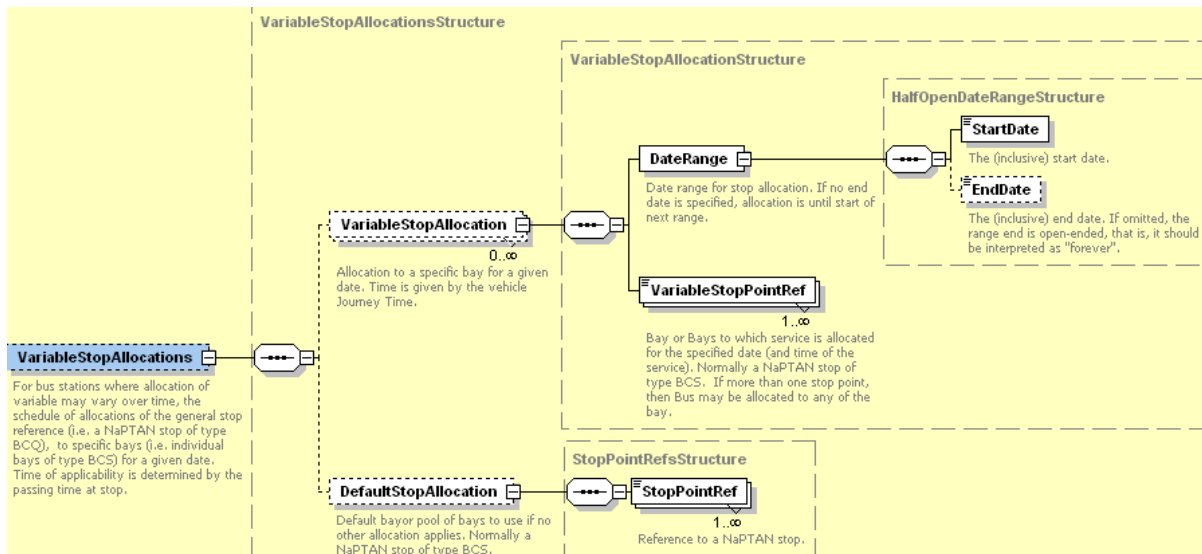 VariableStopAllocationsStructure
VariableStopAllocationStructure
HalfOpenDateRangeStructure
StartDate
The (inclusive) start date.
EndDate
The (inclusive) end date. If omitted, the
range end is open-ended, that is, it should
be interpreted as "forever".
DateRange
Date range for stop allocation. If no end
date is specified, allocation is until start of
next range.
VariableStopAllocation
0..∞
Allocation to a specific bay for a given
date. Time is given by the vehicle
Journey Time.
VariableStopPointRef
1..∞
Bay or Bays to which service is allocated
for the specified date (and time of the
service). Normally a NaPTAN stop of
type BCS.  If more than one stop point,
then Bus may be allocated to any of the
bay.
VariableStopAllocations
For bus stations where allocation of
variable may vary over time, the
schedule of allocations of the general stop
reference (i.e. a NaPTAN stop of type
BCQ),  to specific bays (i.e. individual
bays of type BCS) for a given date.
Time of applicability is determined by the
passing time at stop.
StopPointRefsStructure
DefaultStopAllocation
Default bayor pool of bays to use if no
other allocation applies. Normally a
NaPTAN stop of type BCS.
StopPointRef
1..∞
Reference to a NaPTAN stop.